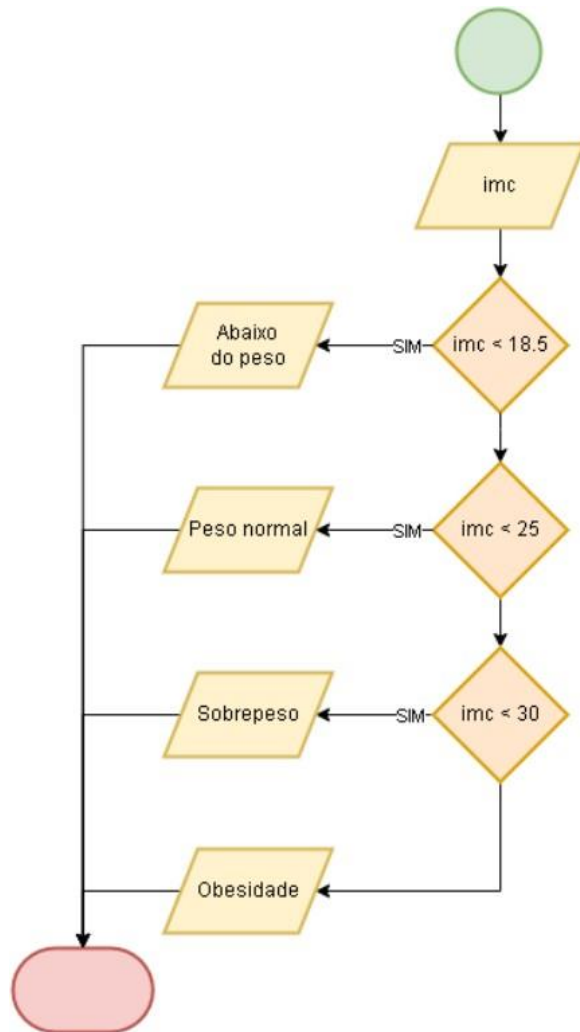 imc
Abaixo
do peso
SIM
imc < 18.5
Peso normal
SIM
imc < 25
Sobrepeso
SIM
imc < 30
Obesidade